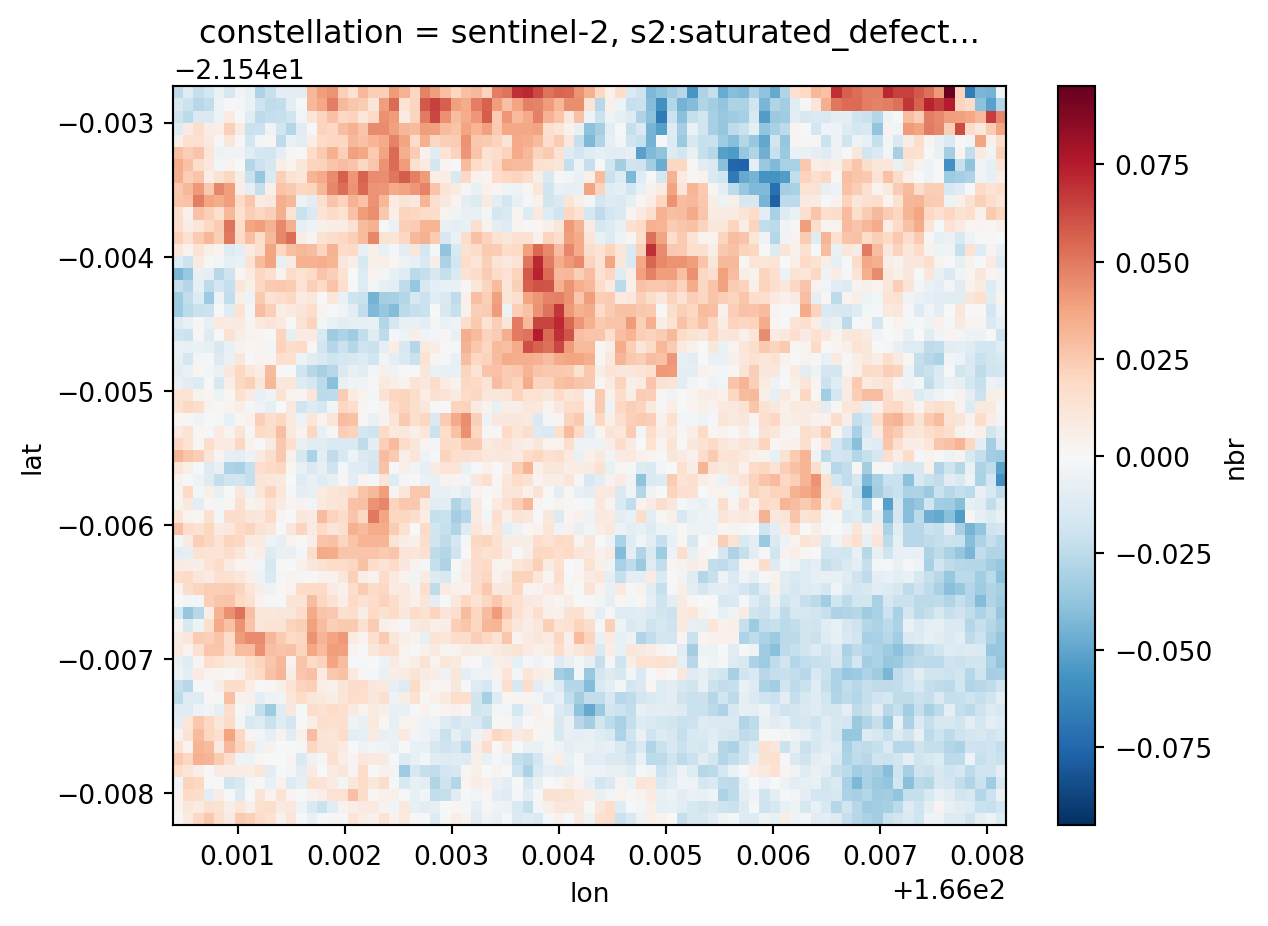 constellation = sentinel-2, s2:saturated_defect...
−2.154e1
−0.003
−0.004
−0.005
−0.006
−0.007
−0.008
lat
0.001 0.002 0.003 0.004 0.005 0.006 0.007 0.008
lon
+1.66e2
0.075
0.050
0.025
0.000
−0.025
−0.050
−0.075
nbr